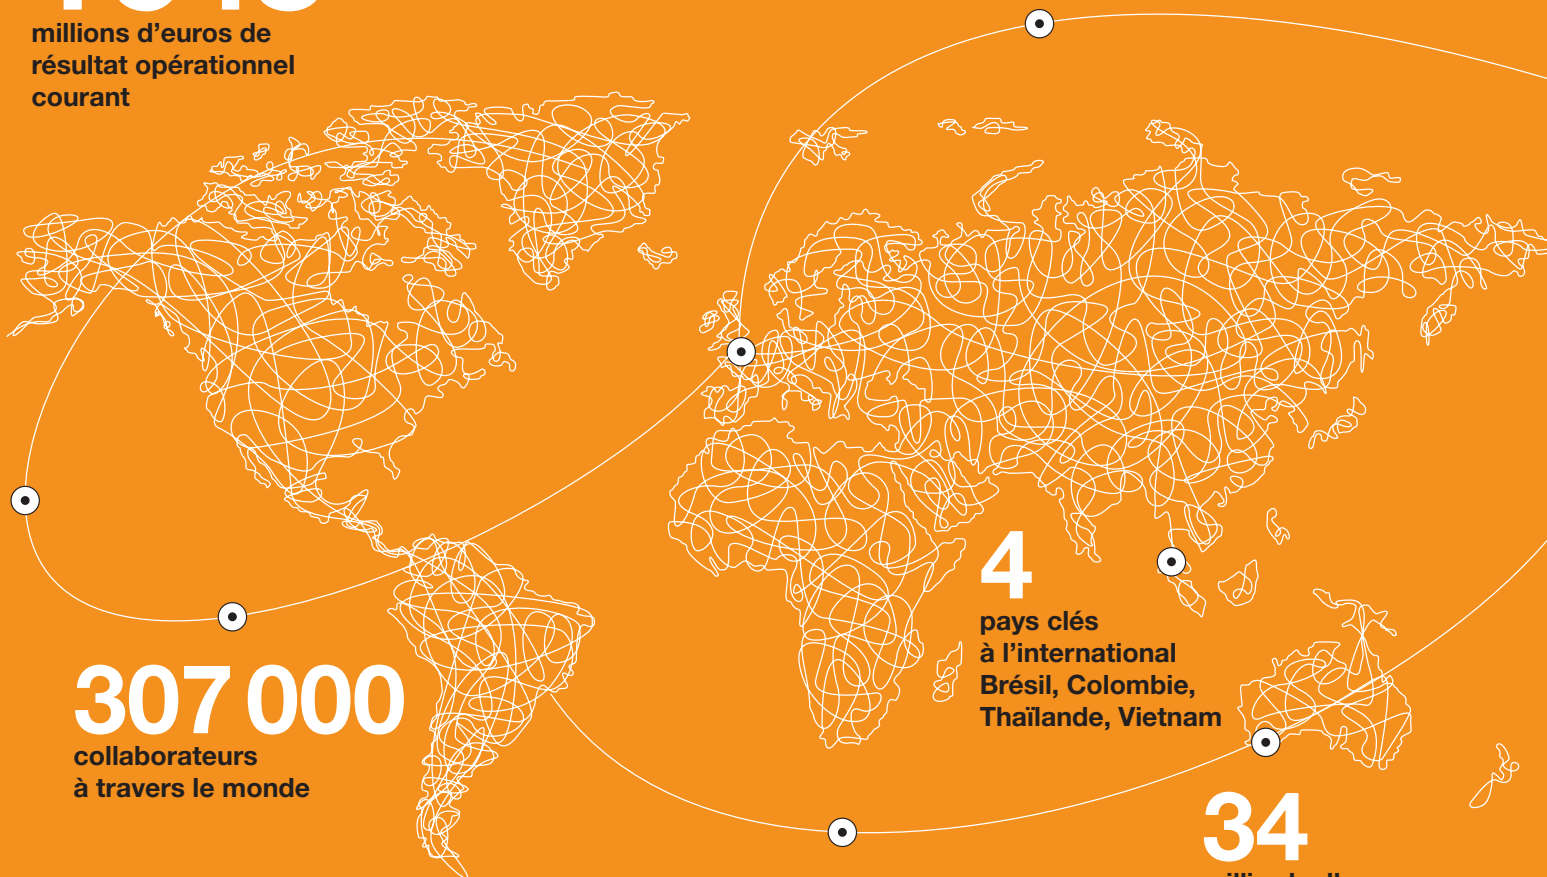 millions d’euros de
résultat opérationnel
courant
4
pays clés
à l’international
Brésil, Colombie,
Thaïlande, Vietnam
307 000
collaborateurs
à travers le monde
34